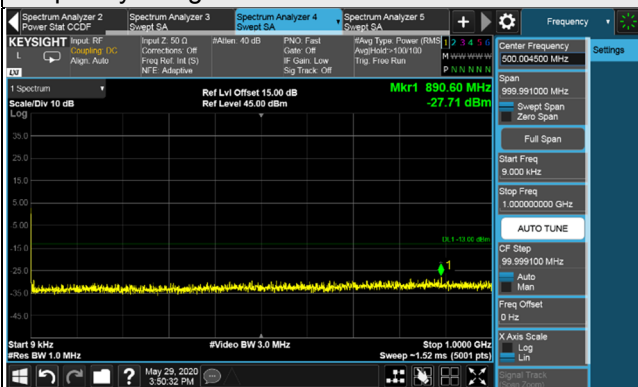 Spectrum Analyzer 2
Power Stat CCDF
Spectrum Analyzer 3
Swept SA
Spectrum Analyzer 4
Swept SA
Spectrum Analyzer 5
Swept SA
Frequency
KEYSIGHT
L
Input: RF
Coupling: DC
Align: Auto
Input Z: 50 Ω
Corrections: Off
Freq Ref: Int (S)
NFE: Adaptive
#Atten: 40 dB
PNO: Fast
Gate: Off
IF Gain: Low
Sig Track: Off
#Avg Type: Power (RMS)
Avg|Hold:>100/100
Trig: Free Run
1 2 3 4 5 6
M W W W W W
P N N N N N
LXI
1 Spectrum
Scale/Div 10 dB
Log
Ref Lvl Offset 15.00 dB
Ref Level 45.00 dBm
Mkr1 890.60 MHz
-27.71 dBm
35.0
25.0
15.0
5.00
-5.00
-15.0
-25.0
-35.0
-45.0
DL1 -13.00 dBm
1
Start 9 kHz
#Res BW 1.0 MHz
#Video BW 3.0 MHz
Stop 1.0000 GHz
Sweep ~1.52 ms (5001 pts)
Center Frequency
500.004500 MHz
Settings
Span
999.991000 MHz
Swept Span
Zero Span
Full Span
Start Freq
9.000 kHz
Stop Freq
1.000000000 GHz
AUTO TUNE
CF Step
99.999100 MHz
Auto
Man
Freq Offset
0 Hz
X Axis Scale
Log
Lin
Signal Track
(Span Zoom)
?
May 29, 2020
3:50:32 PM